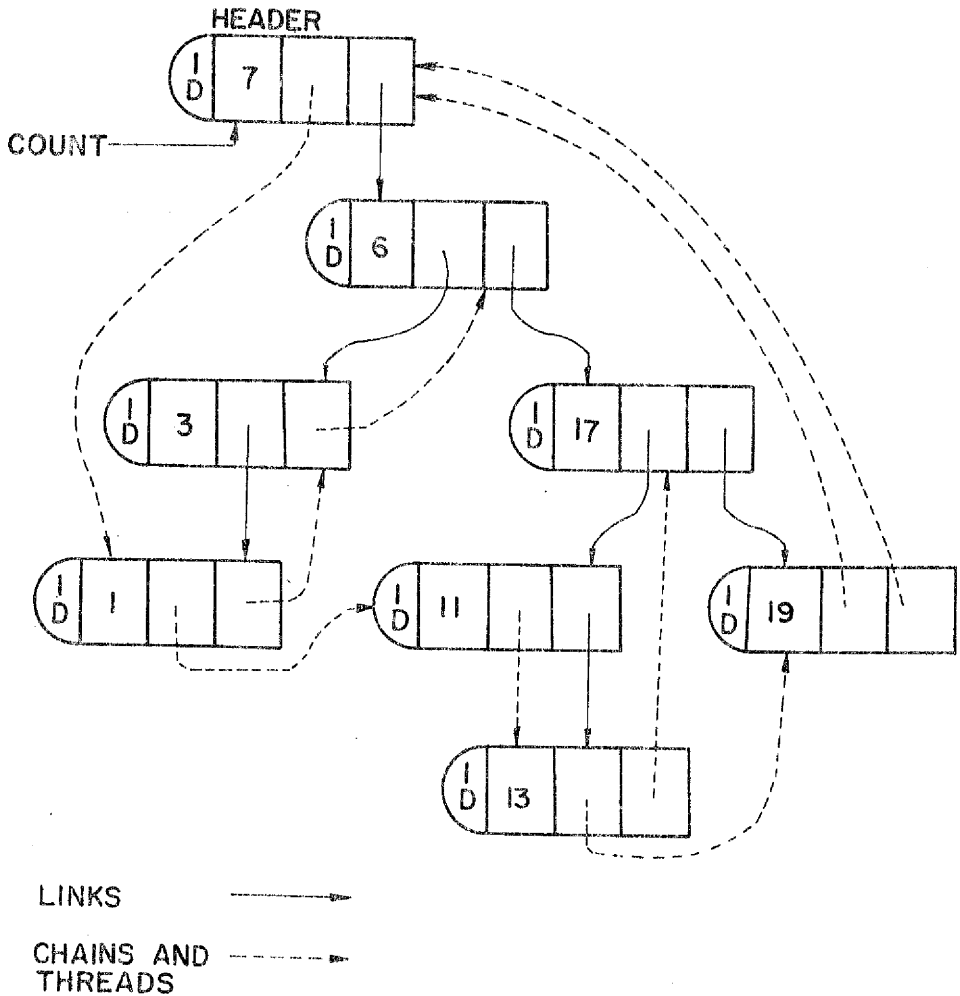 HEADER
I D 7
COUNT
I D 6
I D 3
I D 17
I D 1
I D 11
I D 19
I D 13
LINKS
CHAINS AND
THREADS